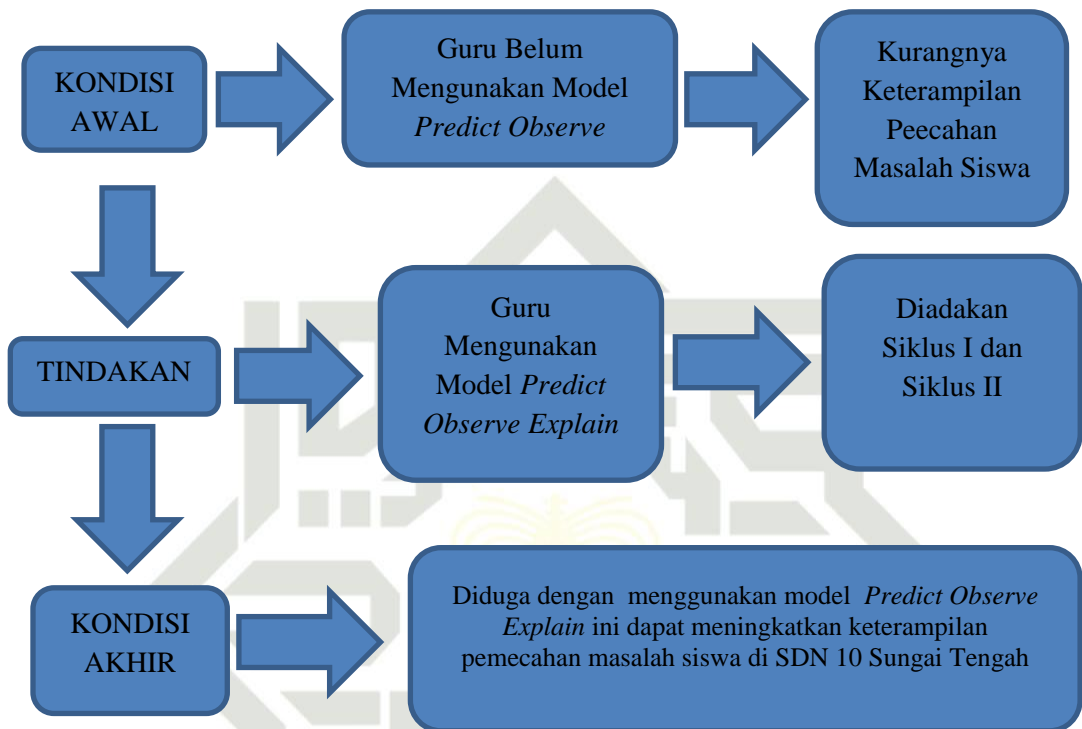 KONDISI
AWAL
Guru Belum
Mengunakan Model
Predict Observe
Kurangnya
Keterampilan
Peecahan
Masalah Siswa
TINDAKAN
Guru
Mengunakan
Model Predict
Observe Explain
Diadakan
Siklus I dan
Siklus II
KONDISI
AKHIR
Diduga dengan menggunakan model Predict Observe
Explain ini dapat meningkatkan keterampilan
pemecahan masalah siswa di SDN 10 Sungai Tengah